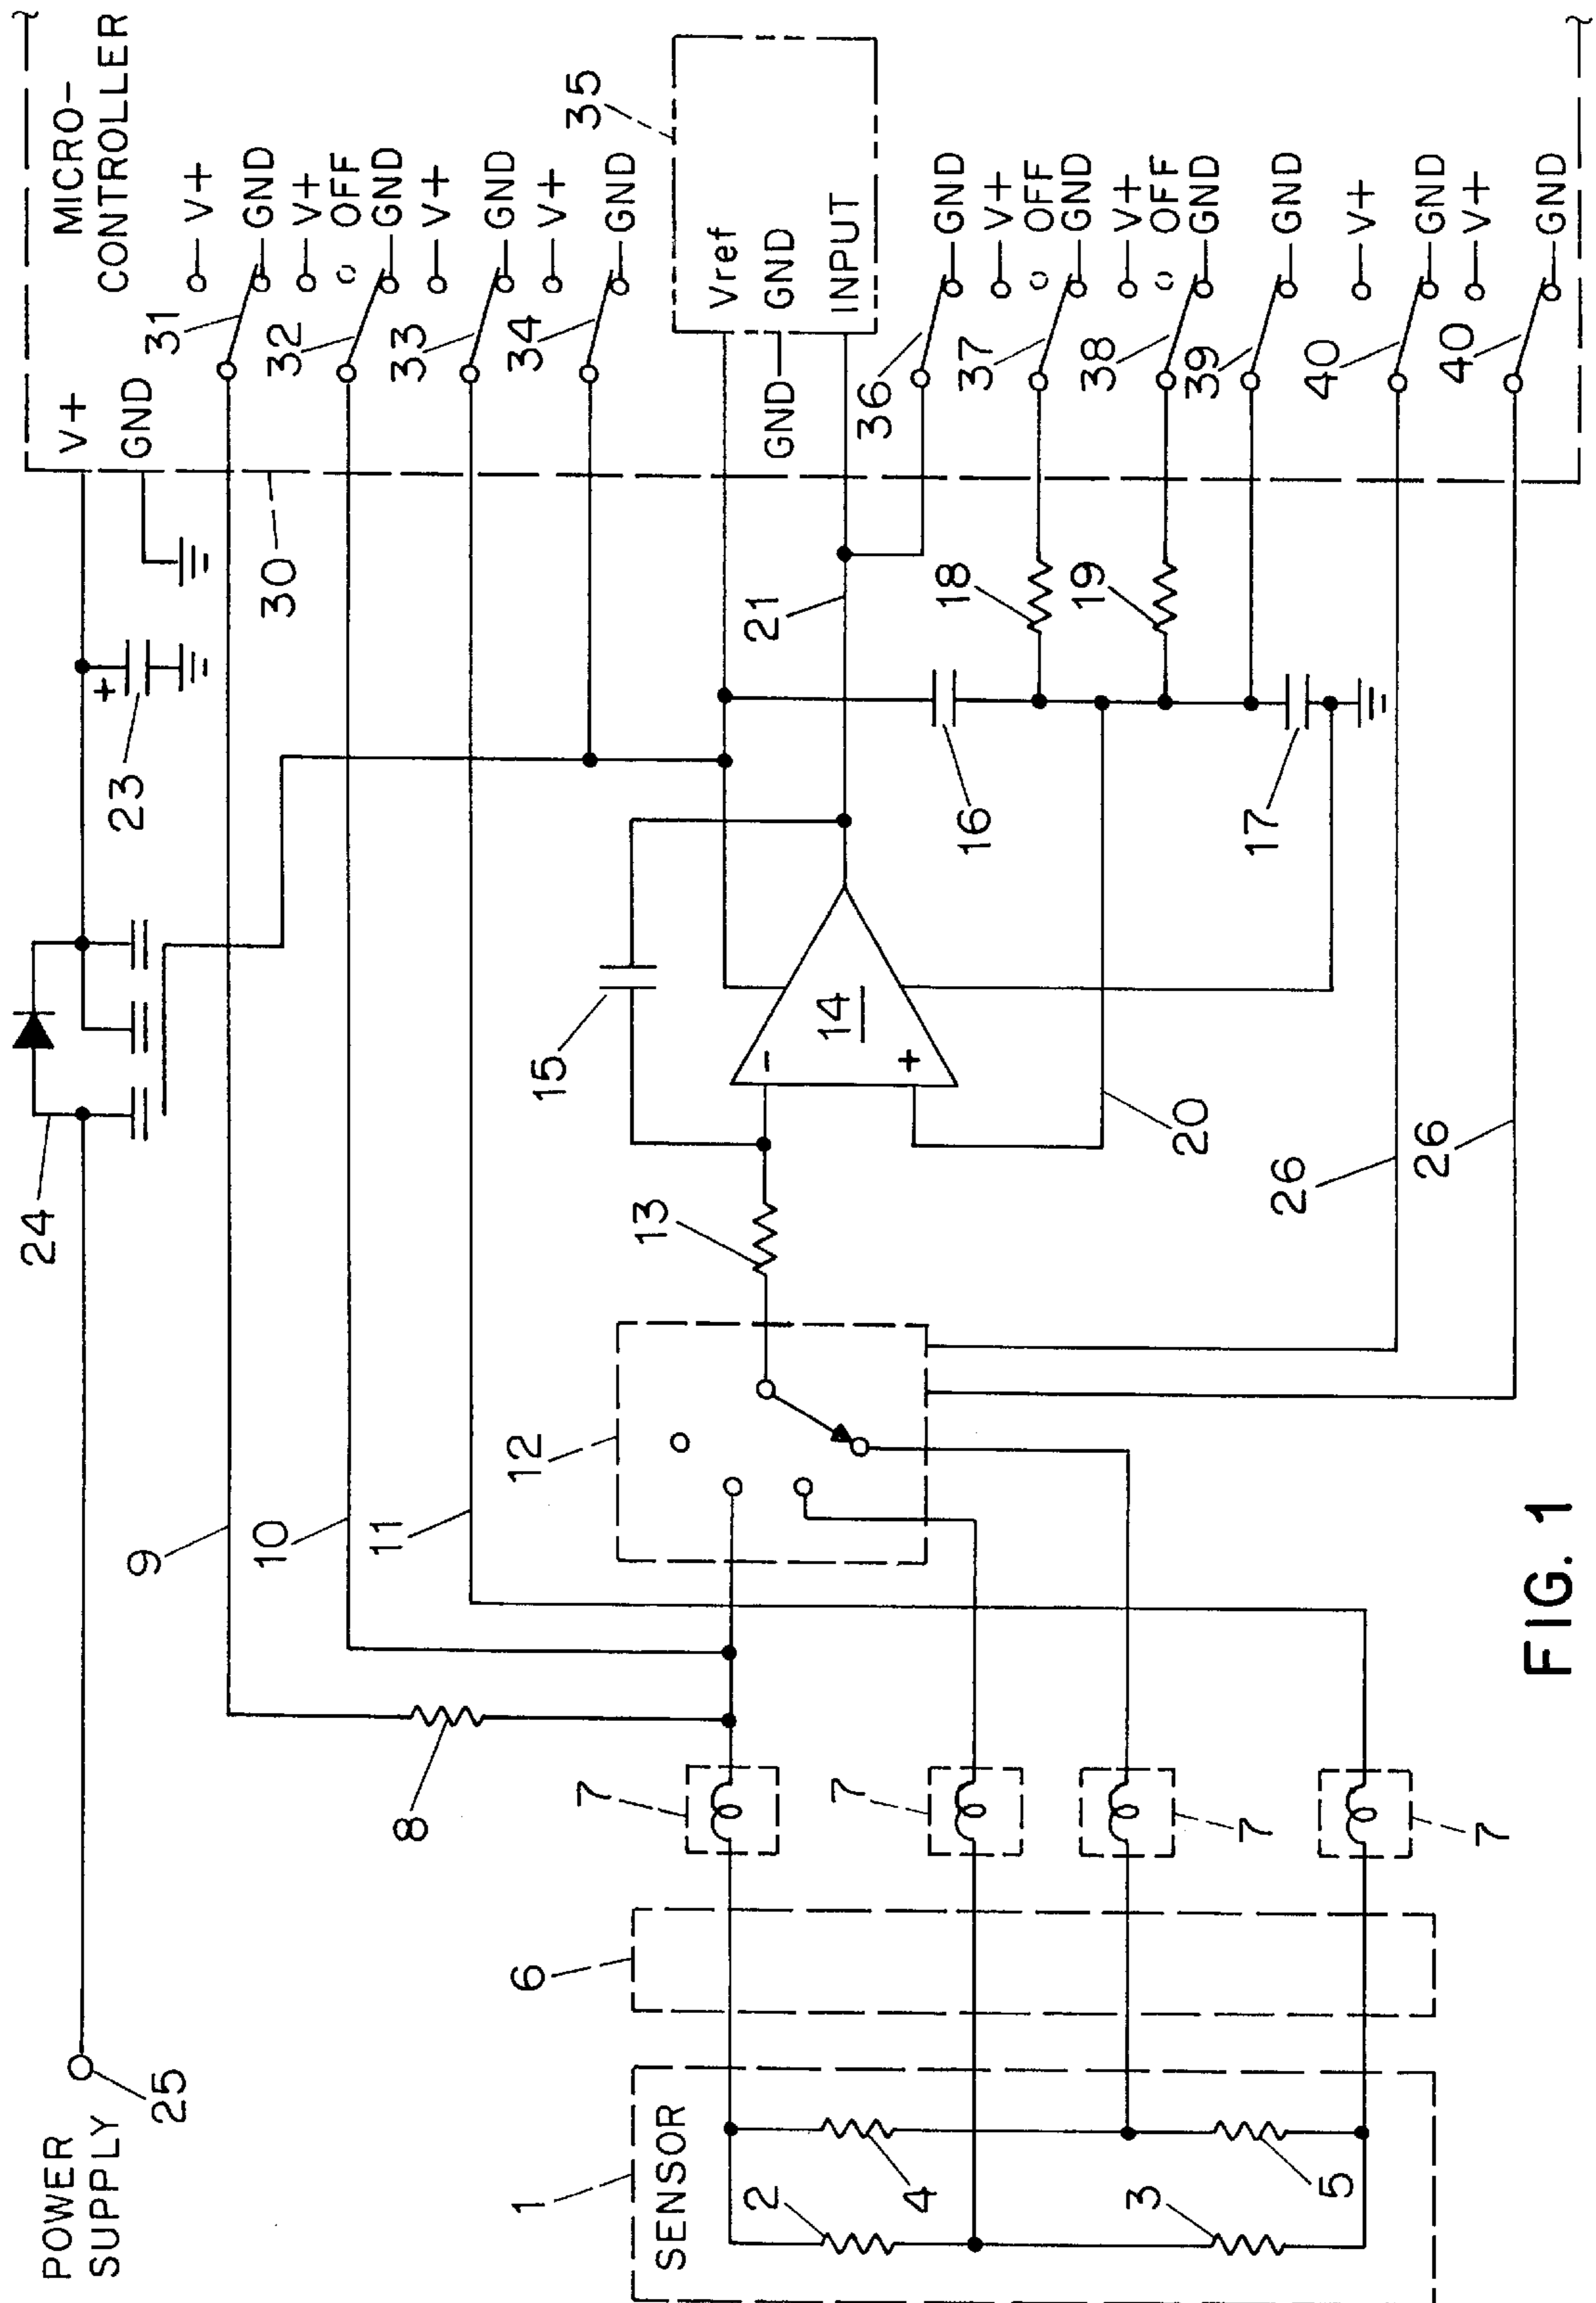 POWER
SUPPLY
25
24
23
V+
GND
MICRO-
CONTROLLER
30
9
10
11
31
V+
GND
32
V+
OFF
GND
33
V+
GND
34
V+
GND
35
Vref
GND
GND
INPUT
1
SENSOR
2
4
3
5
6
7
7
7
7
8
12
13
15
-
14
+
21
20
16
17
18
19
+
36
GND
37
V+
OFF
GND
38
V+
OFF
GND
39
GND
40
V+
GND
40
V+
GND
26
26
FIG. 1